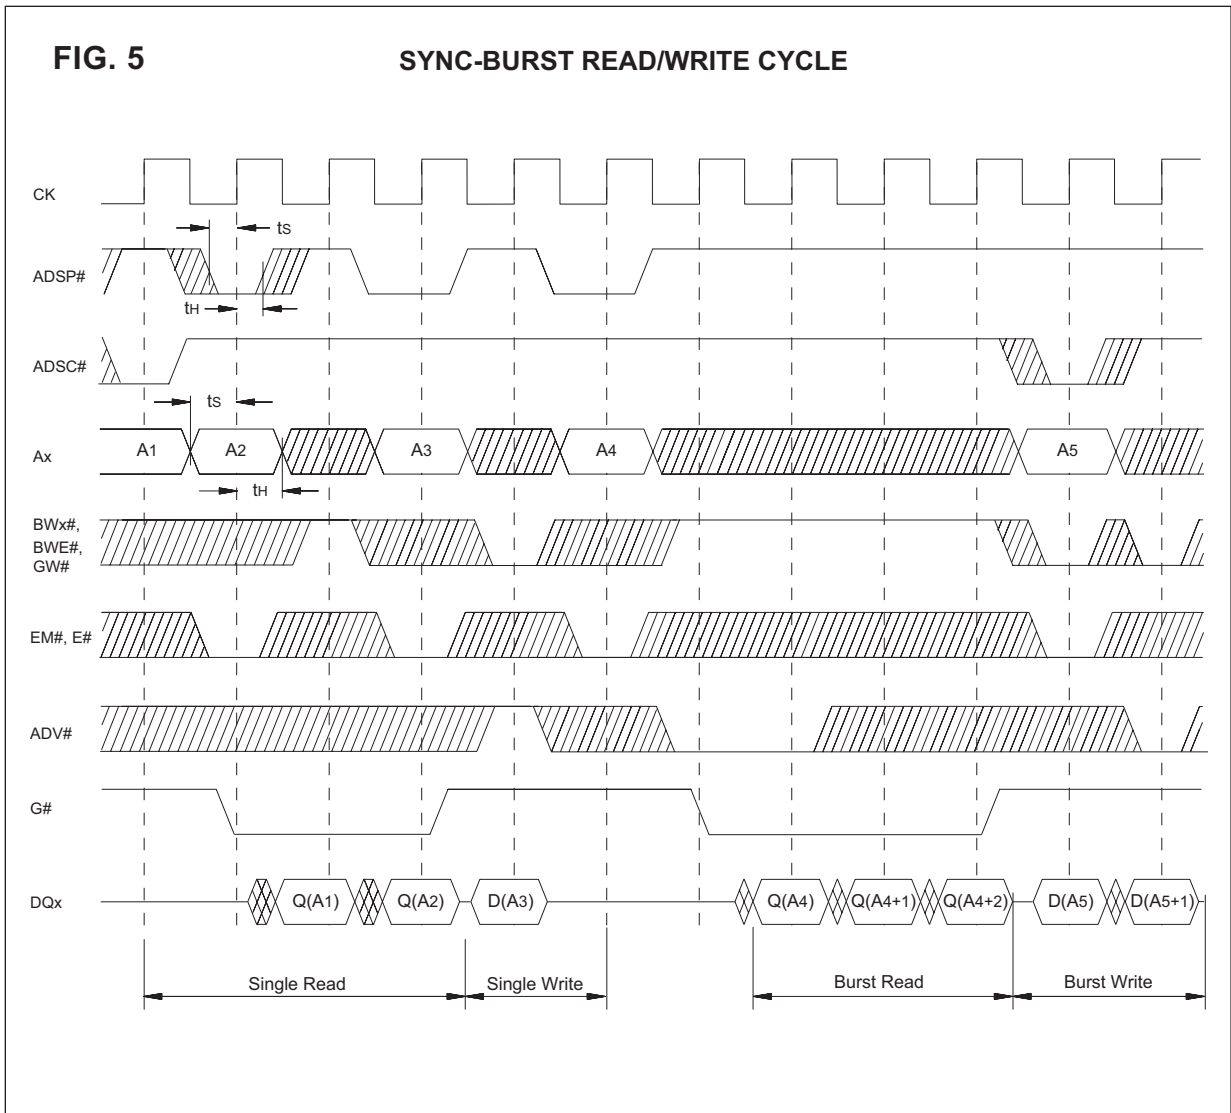 FIG. 5
SYNC-BURST READ/WRITE CYCLE
CK
tS
ADSP#
tH
ADSC#
tS
Ax
A1
A2
A3
A4
A5
tH
BWx#,
BWE#,
GW#
EM#, E#
ADV#
G#
DQx
Q(A1)
Q(A2)
D(A3)
Q(A4)
Q(A4+1)
Q(A4+2)
D(A5)
D(A5+1)
Single Read
Single Write
Burst Read
Burst Write